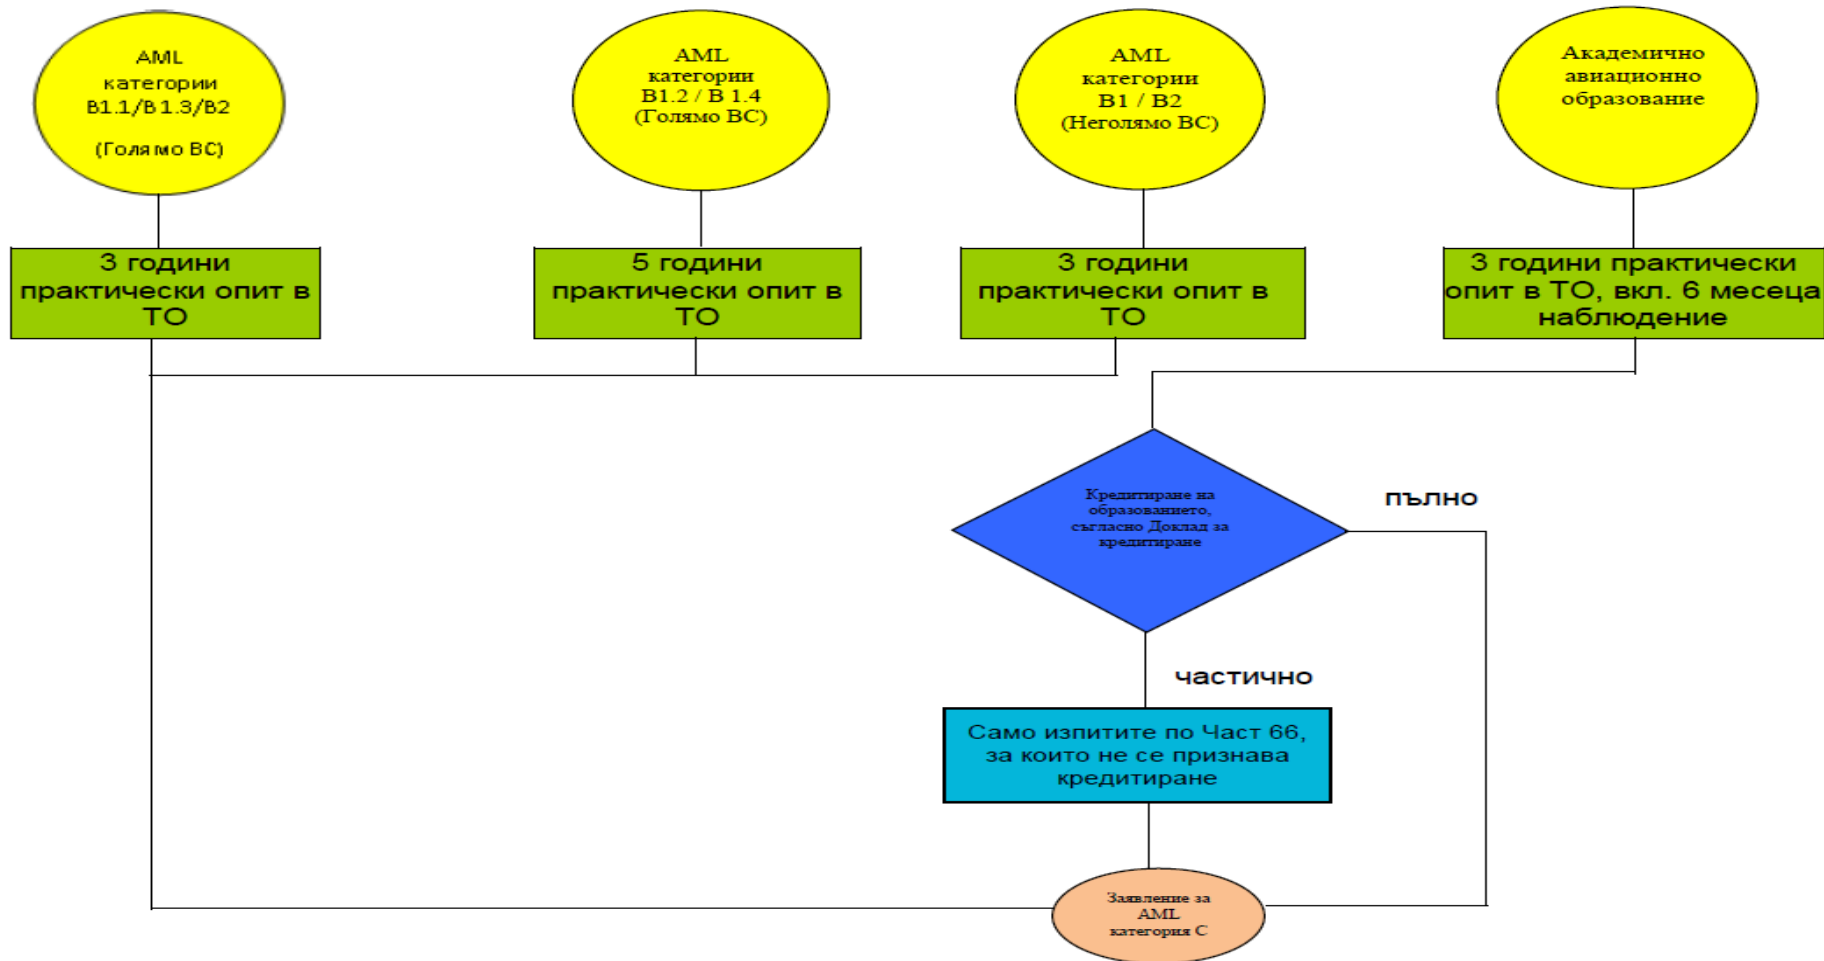 AML
категории
B1.1/B1.3/B2
(Голямо ВС)
AML
категории
B1.2 / B 1.4
(Голямо ВС)
AML
категории
B1 / B2
(Неголямо ВС)
Академично
авиационно
образование
3 години
практически опит в
ТО
5 години
практически опит в
ТО
3 години
практически опит в
ТО
3 години практически
опит в ТО, вкл. 6 месеца
наблюдение
Кредитиране на
образованието,
съгласно Доклад за
кредитиране
пълно
частично
Само изпитите по Част 66,
за които не се признава
кредитиране
Заявление за
AML
категория С